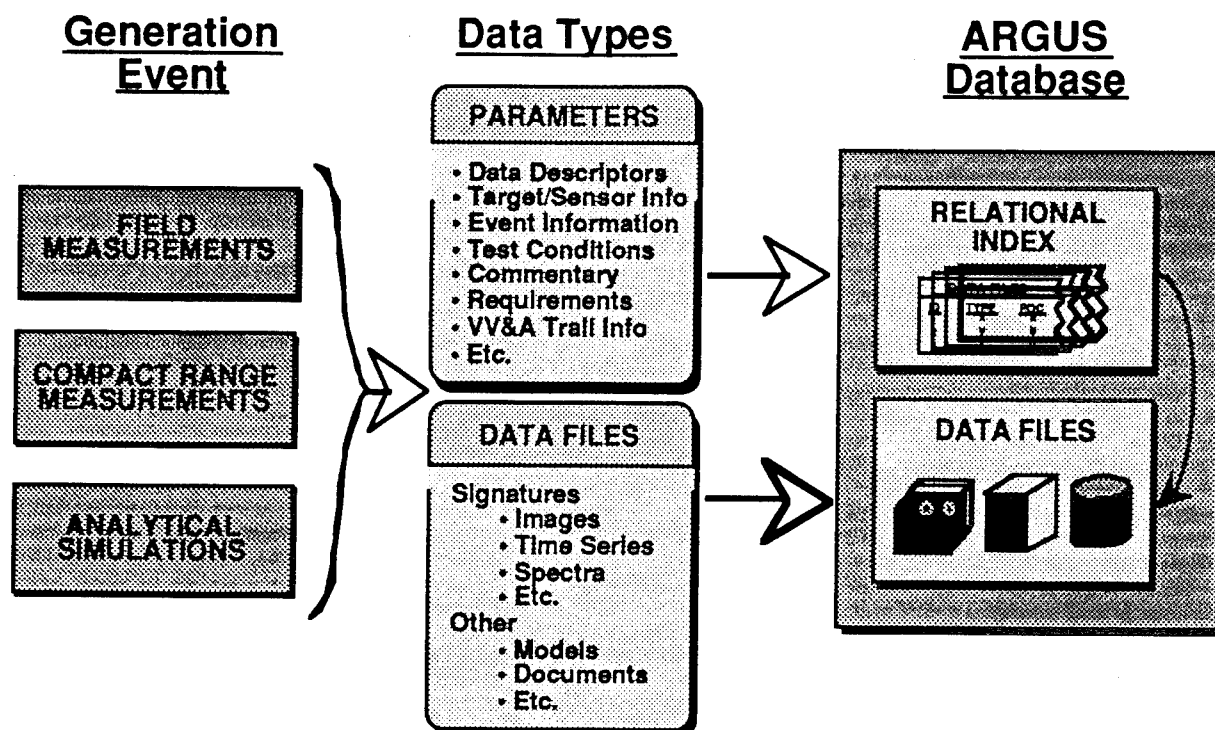 Generation
Event
FIELD
MEASUREMENTS
COMPACT RANGE
MEASUREMENTS
ANALYTICAL
SIMULATIONS
Data Types
PARAMETERS
• Data Descriptors
• Target/Sensor Info
• Event Information
• Test Conditions
• Commentary
• Requirements
• VV&A Trail Info
• Etc.
DATA FILES
Signatures
• Images
• Time Series
• Spectra
• Etc.
Other
• Models
• Documents
• Etc.
ARGUS
Database
RELATIONAL
INDEX
TYPE
DATA FILES